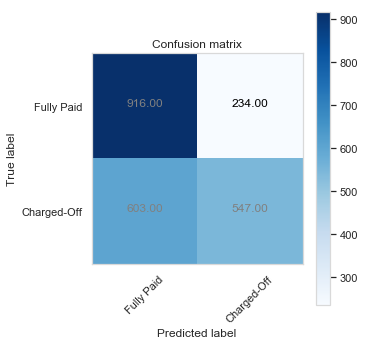 Confusion matrix
True label
Fully Paid
916.00 234.00
Charged-Off
603.00 547.00
Fully Paid Charged-Off
Predicted label
900
800
700
600
500
400
300